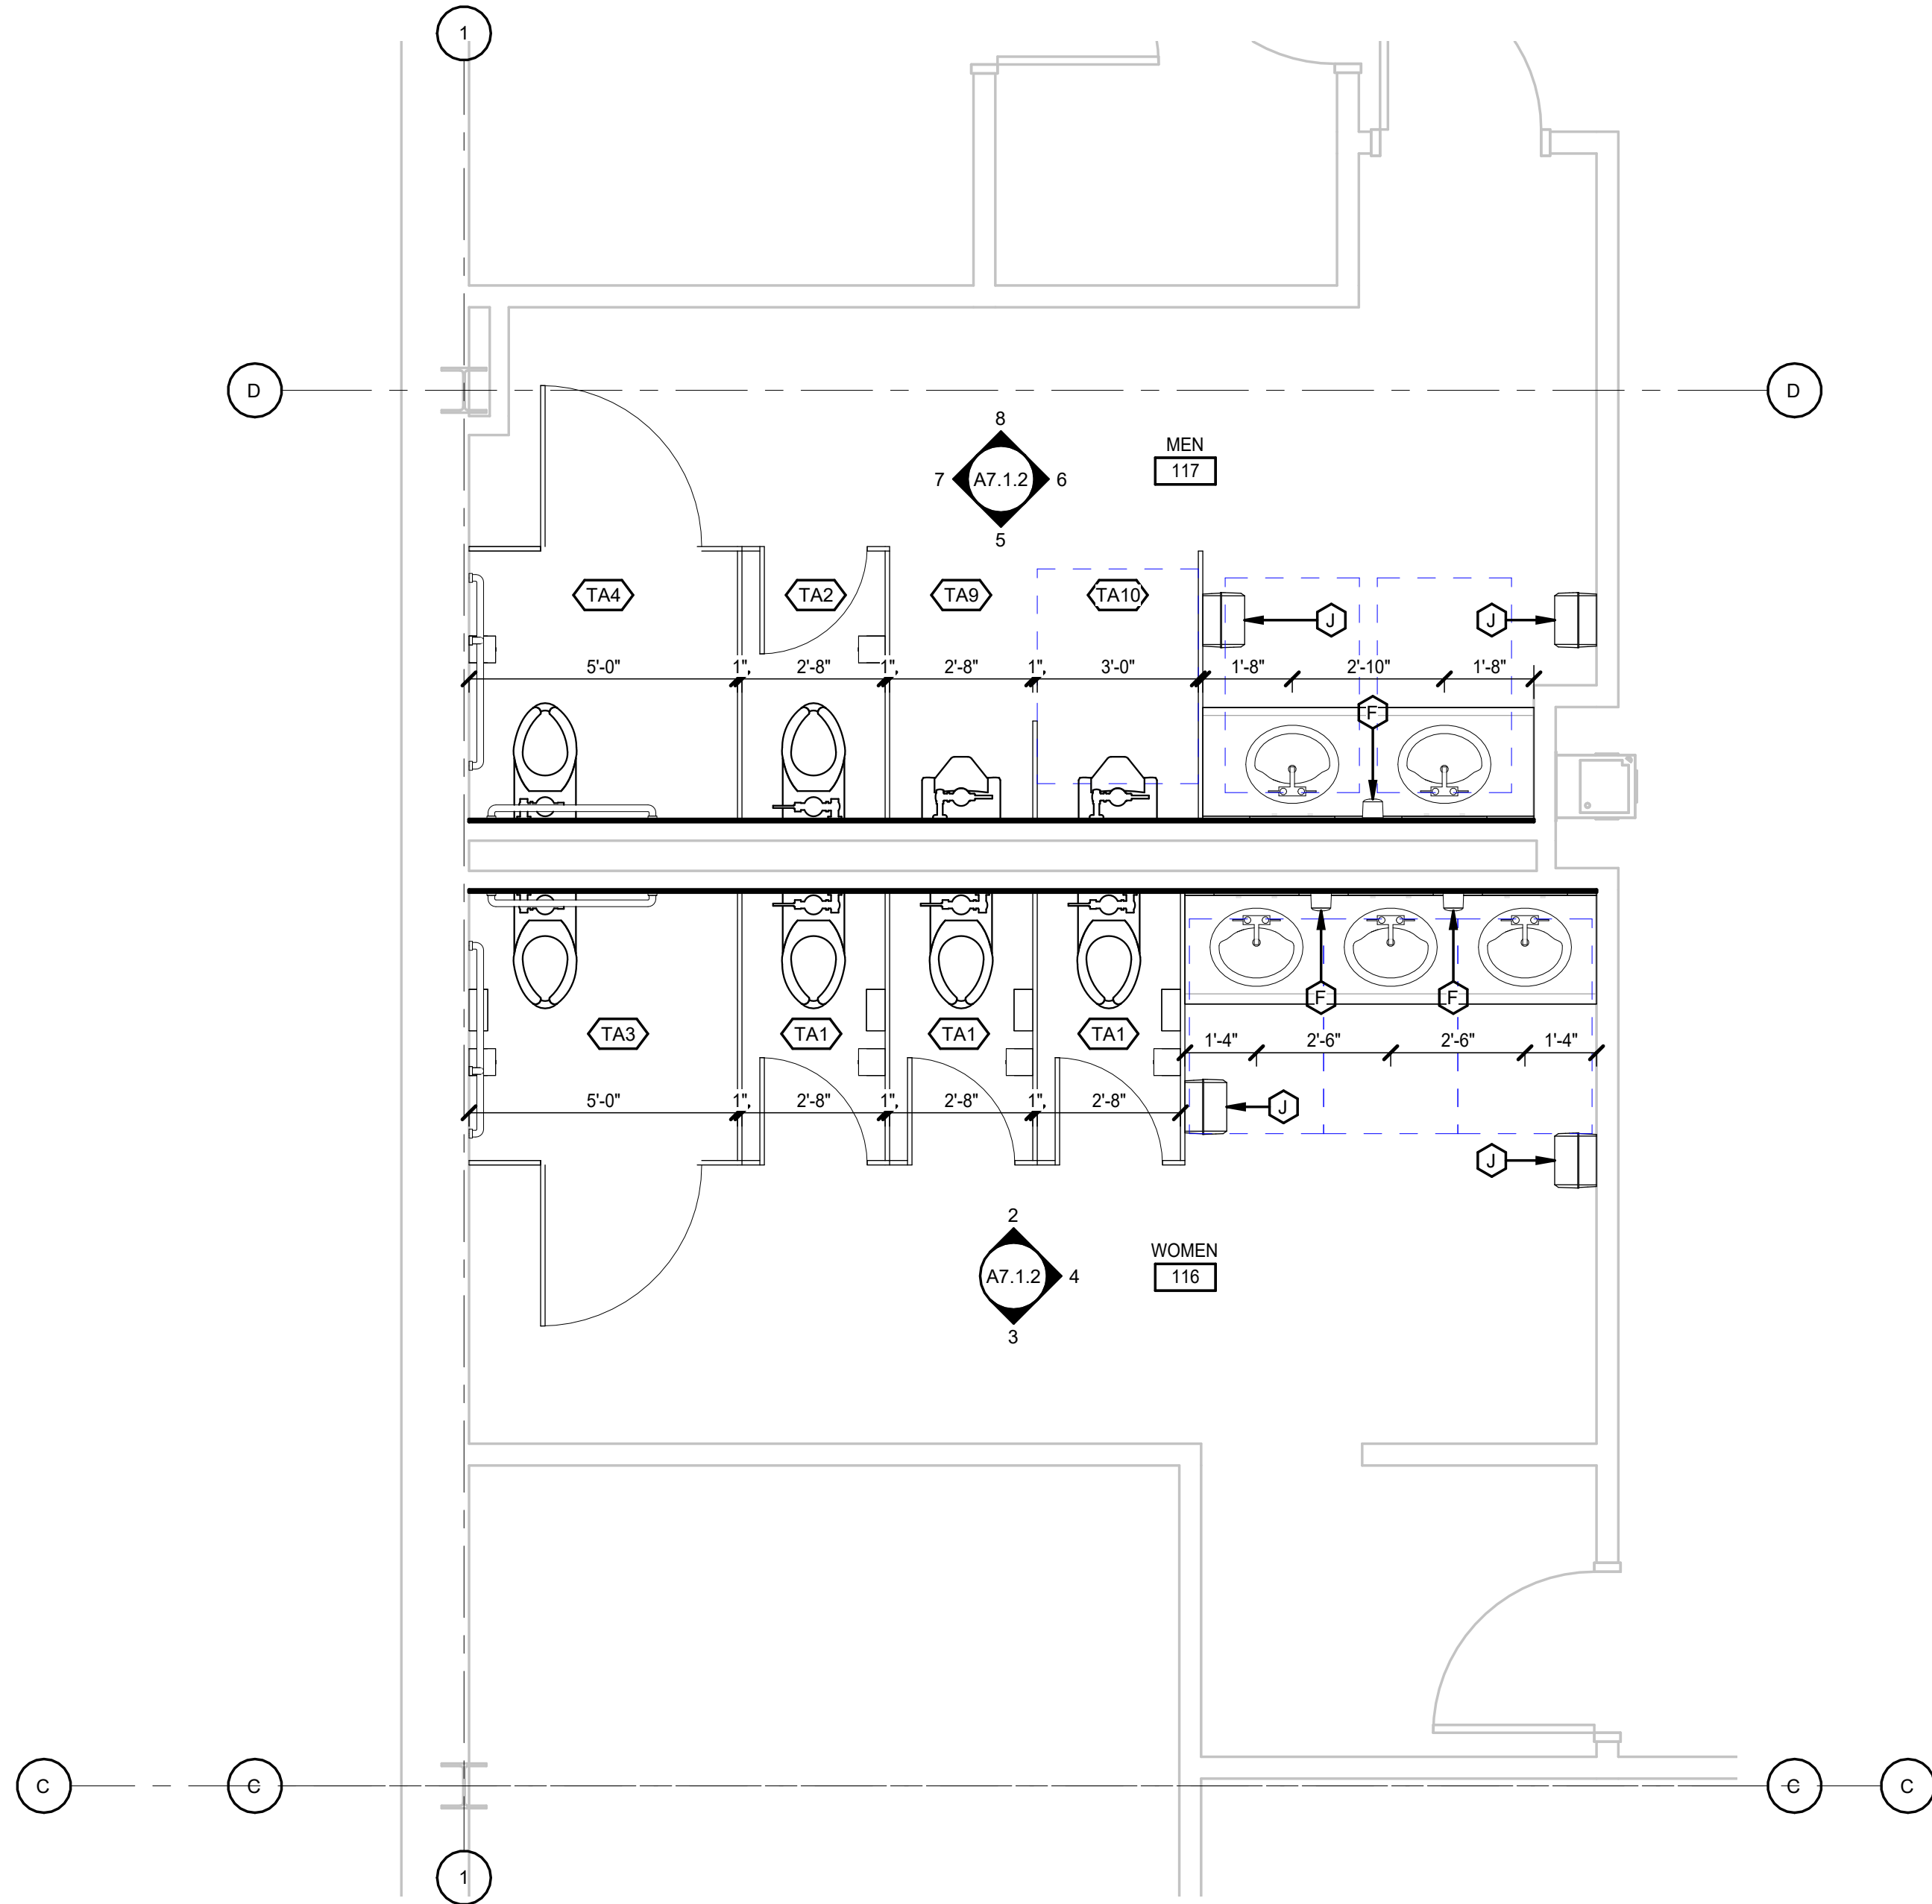 1
D
D
8
7 A7.1.2 6
5
MEN
117
TA4
TA2
TA9
TA10
J
J
5'-0"
1",
2'-8"
1",
2'-8"
1",
3'-0"
1'-8"
2'-10"
1'-8"
F
F
F
TA3
TA1
TA1
TA1
1'-4"
2'-6"
2'-6"
1'-4"
5'-0"
1",
2'-8"
1",
2'-8"
1",
2'-8"
J
J
2
A7.1.2 4
3
WOMEN
116
C
C
C
C
1